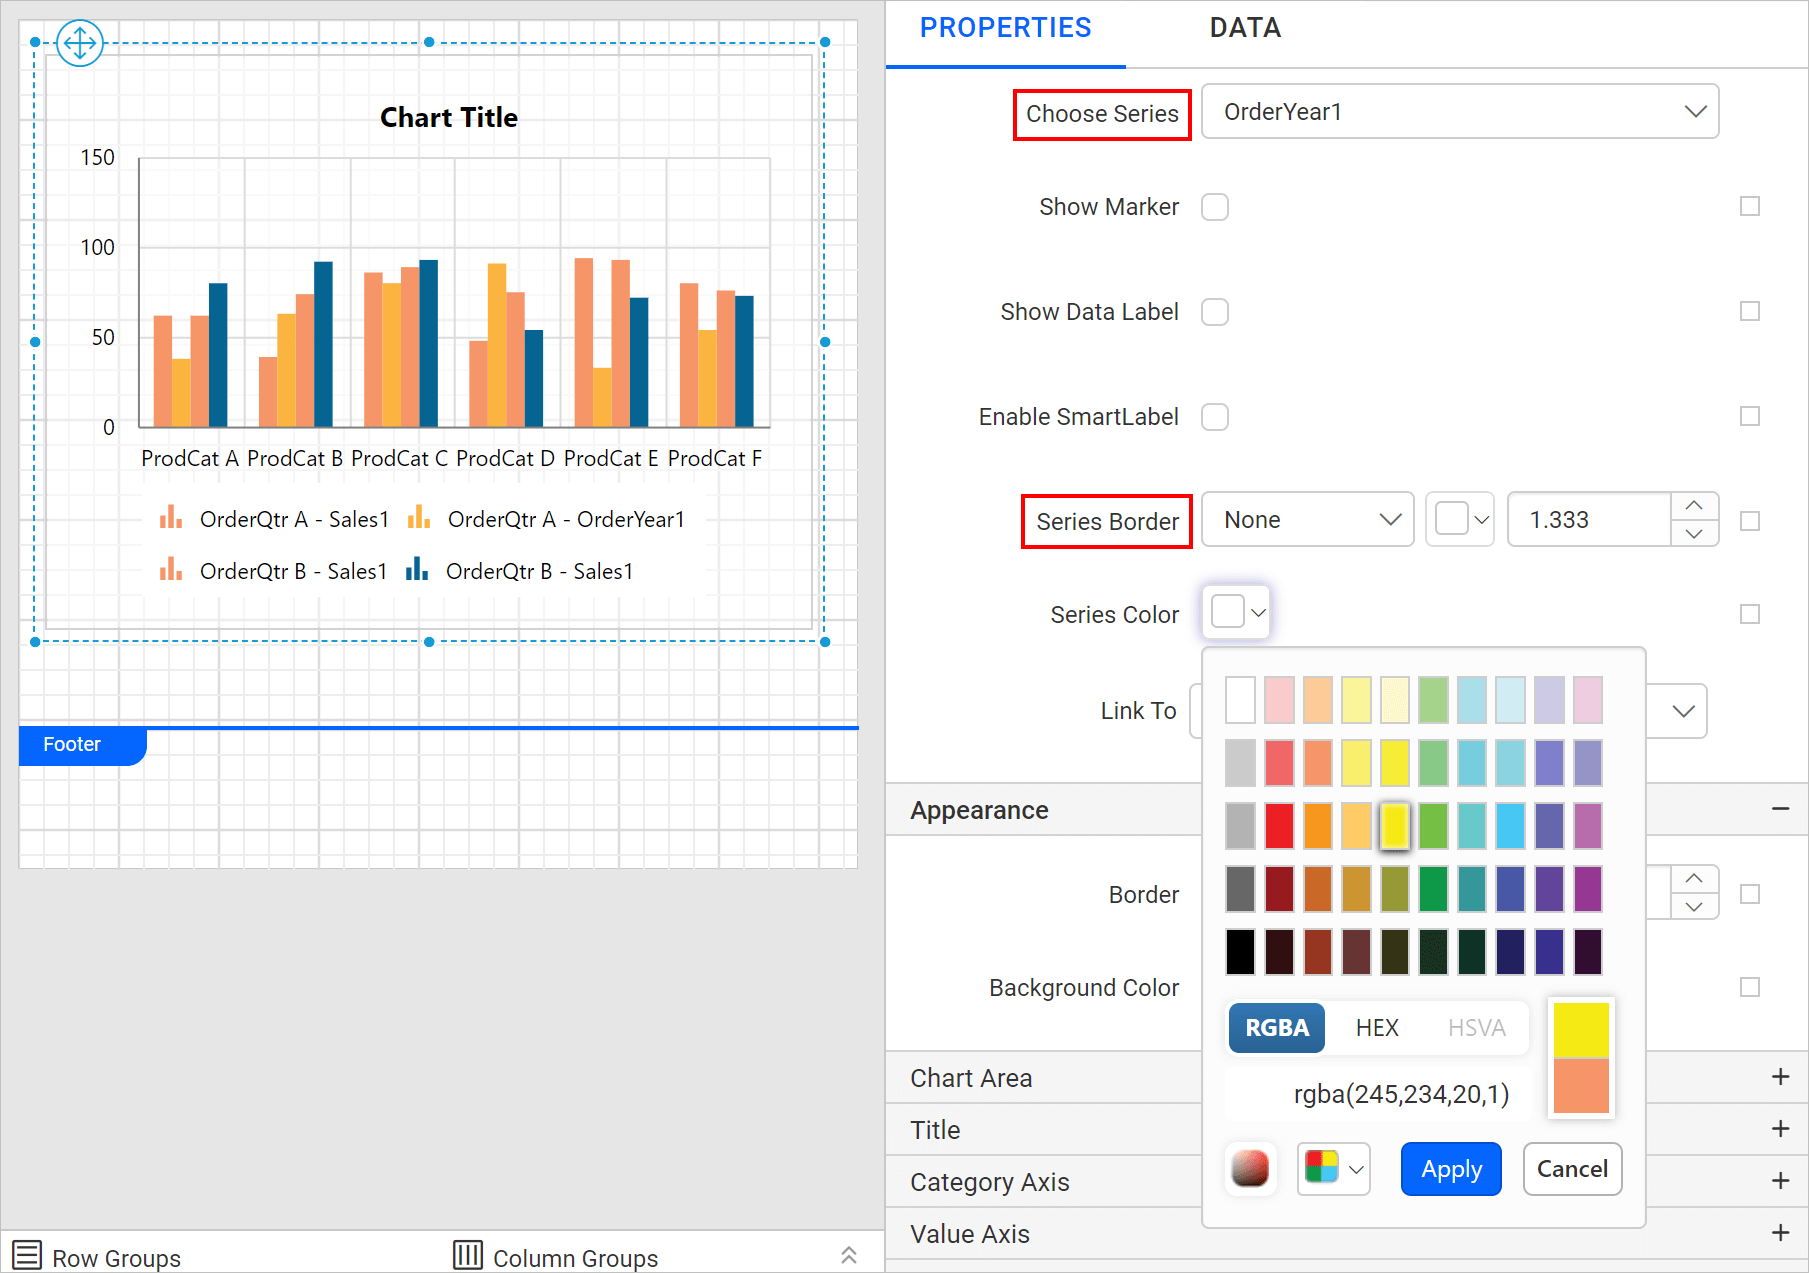 PROPERTIES DATA
Choose Series OrderYear1
Show Marker
Show Data Label
Enable SmartLabel
Series Border None 1.333
Series Color
Link To
Appearance
Border
Background Color
RGBA HEX HSVA
rgba(245,234,20,1)
Apply Cancel
Chart Area
Title
Category Axis
Value Axis
Chart Title
150
100
50
0
ProdCat A ProdCat B ProdCat C ProdCat D ProdCat E ProdCat F
OrderQtr A - Sales1 OrderQtr A - OrderYear1
OrderQtr B - Sales1 OrderQtr B - Sales1
Footer
Row Groups Column Groups